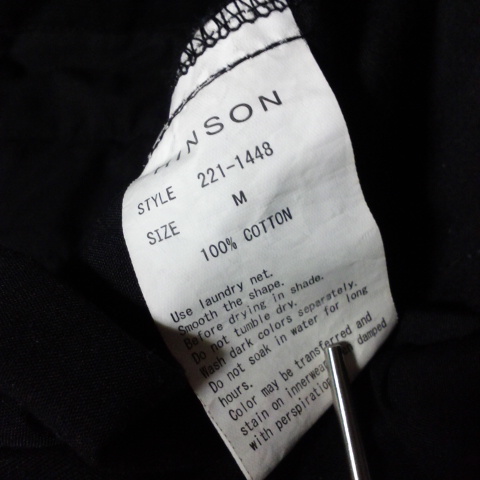 INSON
STYLE 221-1448
SIZE M
100% COTTON
Use laundry net.
Smooth the shape.
Before drying in shade.
Do not tumble dry.
Wash dark colors separately.
Do not soak in water for long
hours.
Color may be transferred and
stain on innerwear damped
with perspiration